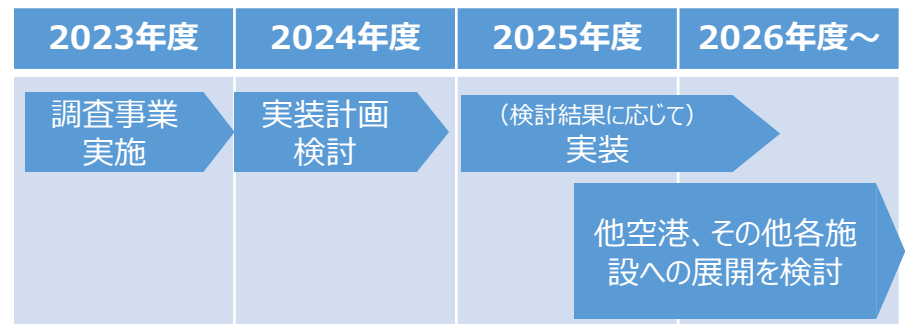 2023年度
2024年度
2025年度
2026年度～
調査事業
実施
実装計画
検討
（検討結果に応じて）
実装
他空港、その他各施
設への展開を検討